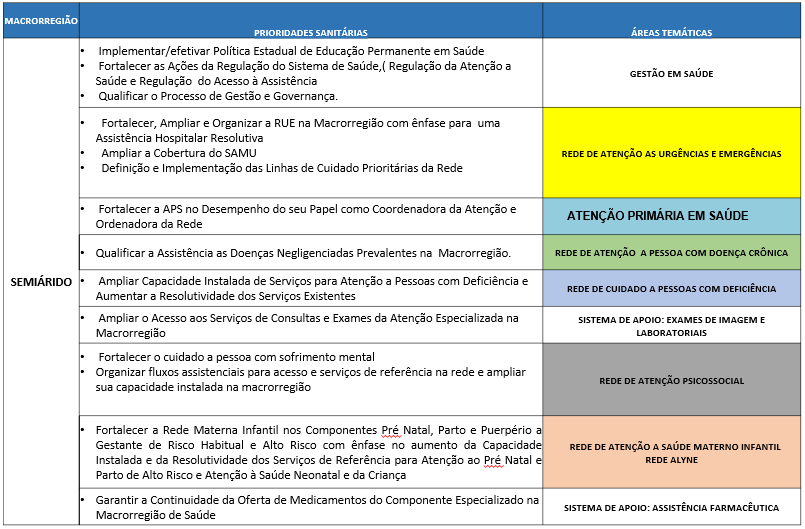 MACRORREGIÃO
PRIORIDADES SANITÁRIAS
ÁREAS TEMÁTICAS
SEMIÁRIDO
• Implementar/efetivar Política Estadual de Educação Permanente em Saúde
• Fortalecer as Ações da Regulação do Sistema de Saúde,( Regulação da Atenção a
Saúde e Regulação do Acesso à Assistência
• Qualificar o Processo de Gestão e Governança.
GESTÃO EM SAÚDE
• Fortalecer, Ampliar e Organizar a RUE na Macrorregião com ênfase para uma
Assistência Hospitalar Resolutiva
• Ampliar a Cobertura do SAMU
• Definição e Implementação das Linhas de Cuidado Prioritárias da Rede
REDE DE ATENÇÃO AS URGÊNCIAS E EMERGÊNCIAS
• Fortalecer a APS no Desempenho do seu Papel como Coordenadora da Atenção e
Ordenadora da Rede
ATENÇÃO PRIMÁRIA EM SAÚDE
• Qualificar a Assistência as Doenças Negligenciadas Prevalentes na Macrorregião.
REDE DE ATENÇÃO A PESSOA COM DOENÇA CRÔNICA
• Ampliar Capacidade Instalada de Serviços para Atenção a Pessoas com Deficiência e
Aumentar a Resolutividade dos Serviços Existentes
REDE DE CUIDADO A PESSOAS COM DEFICIÊNCIA
• Ampliar o Acesso aos Serviços de Consultas e Exames da Atenção Especializada na
Macrorregião
SISTEMA DE APOIO: EXAMES DE IMAGEM E
LABORATORIAIS
• Fortalecer o cuidado a pessoa com sofrimento mental
• Organizar fluxos assistenciais para acesso e serviços de referência na rede e ampliar
sua capacidade instalada na macrorregião
REDE DE ATENÇÃO PSICOSSOCIAL
• Fortalecer a Rede Materna Infantil nos Componentes Pré Natal, Parto e Puerpério a
Gestante de Risco Habitual e Alto Risco com ênfase no aumento da Capacidade
Instalada e da Resolutividade dos Serviços de Referência para Atenção ao Pré Natal e
Parto de Alto Risco e Atenção à Saúde Neonatal e da Criança
REDE DE ATENÇÃO A SAÚDE MATERNO INFANTIL
REDE ALYNE
• Garantir a Continuidade da Oferta de Medicamentos do Componente Especializado na
Macrorregião de Saúde
SISTEMA DE APOIO: ASSISTÊNCIA FARMACÊUTICA